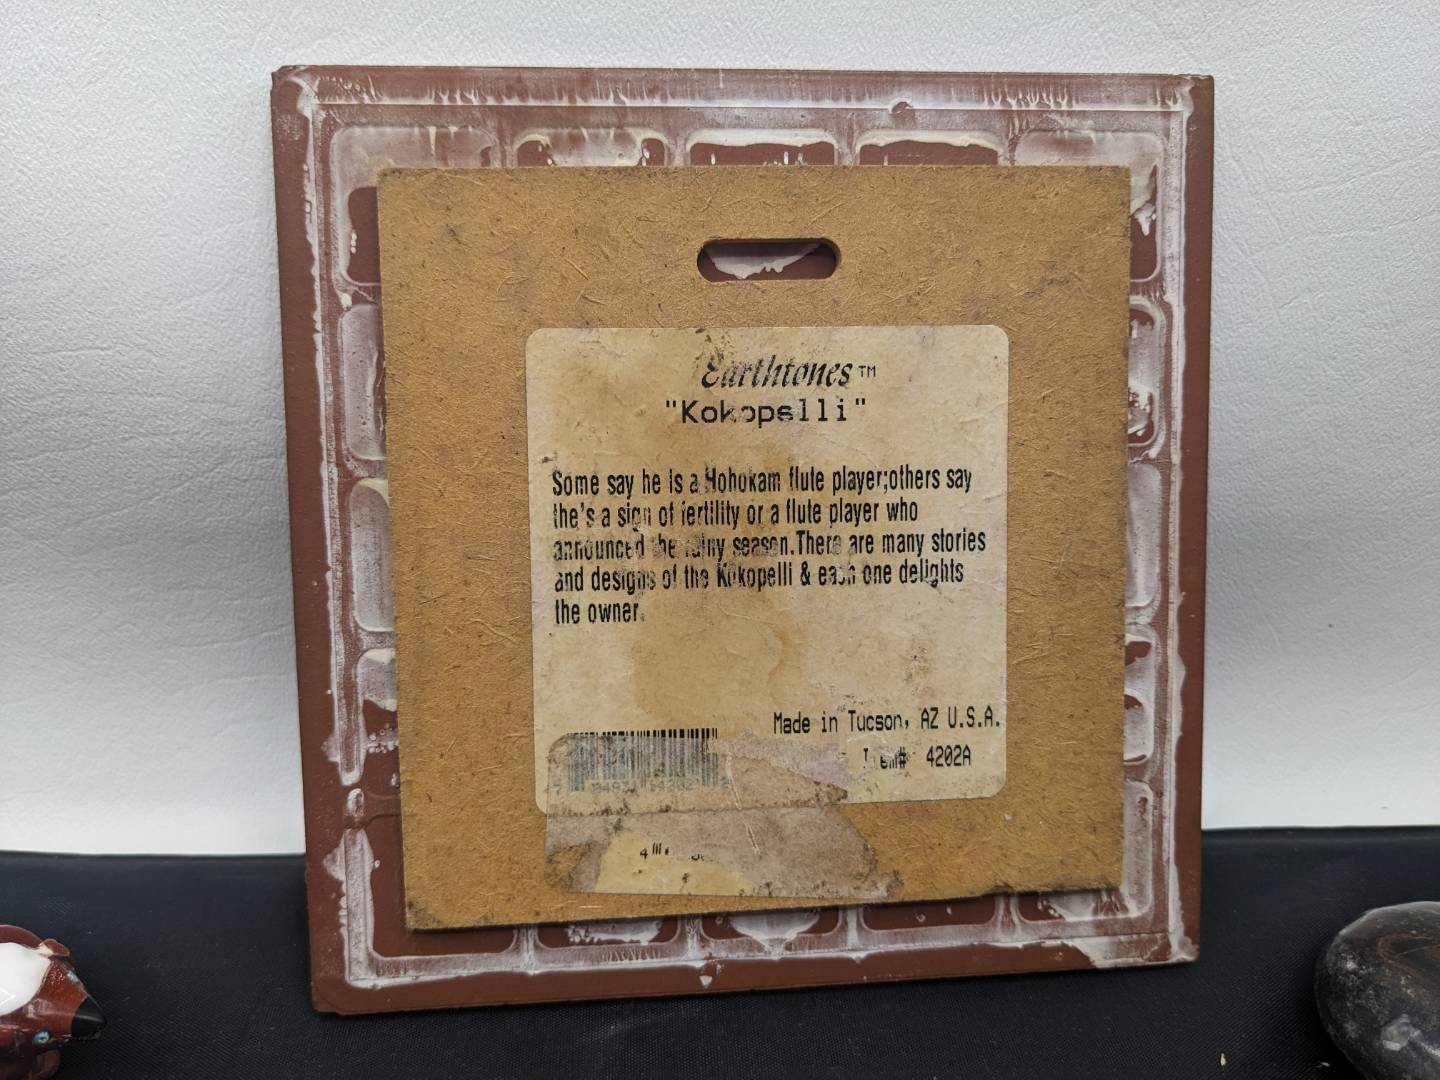 Earthtones™
"Kokopelli"
Some say he is a Hohokam flute player;others say
the's a sign of fertility or a flute player who
announced the rainy season.There are many stories
and designs of the Kokopelli & each one delights
the owner.
Made in Tucson, AZ U.S.A.
Item# 4202A